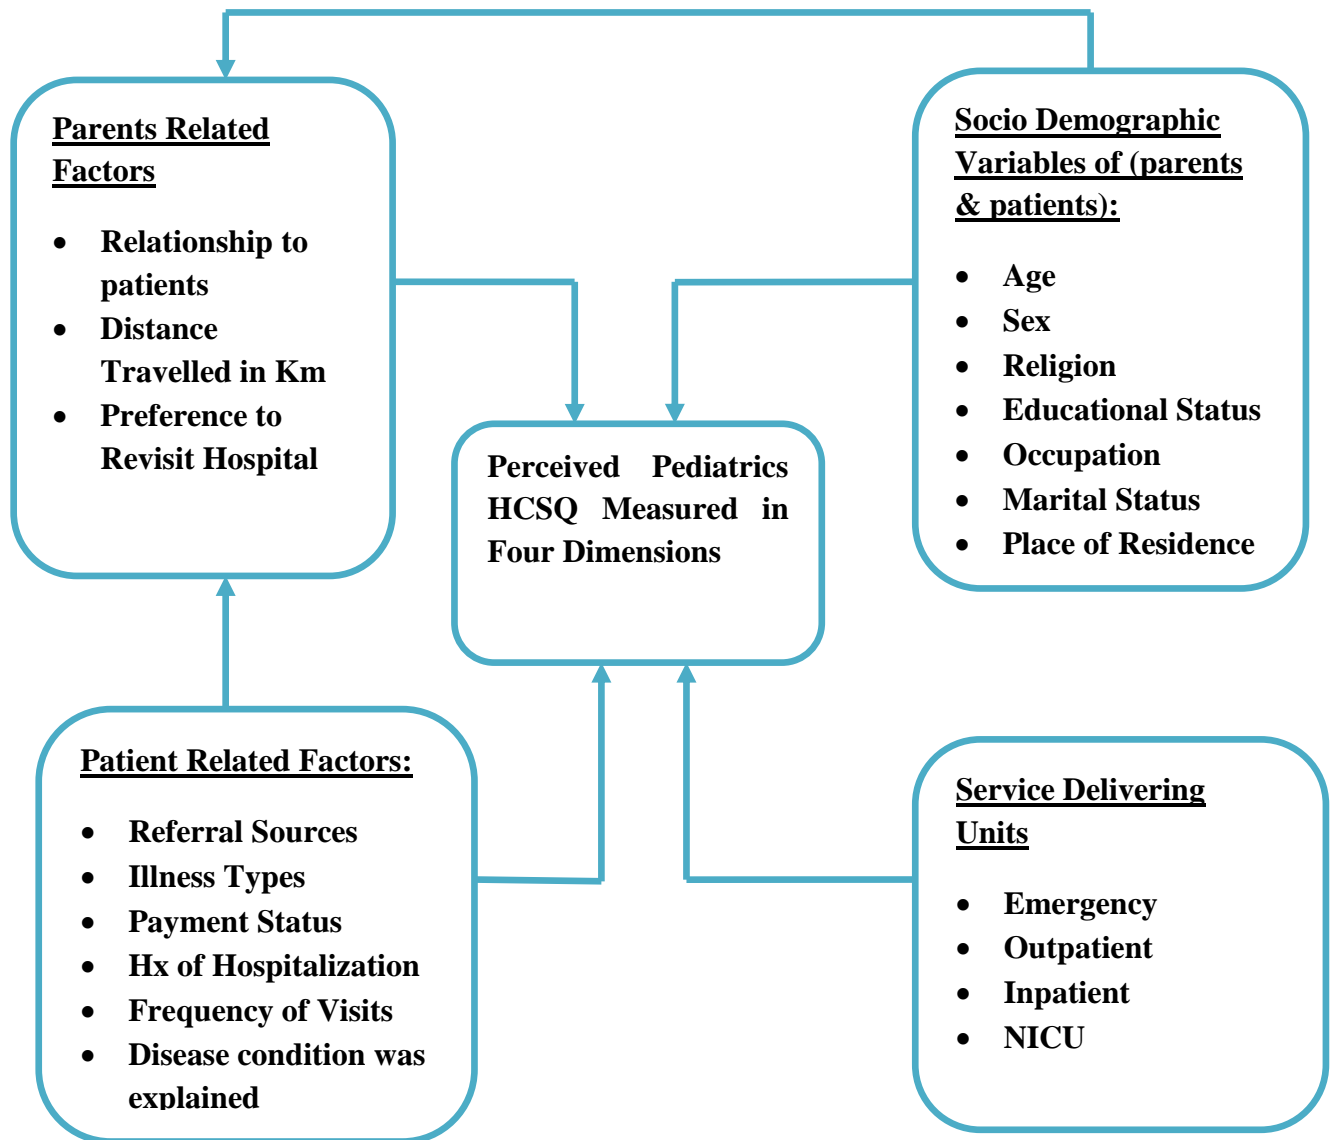 Parents Related
Factors
• Relationship to
patients
• Distance
Travelled in Km
• Preference to
Revisit Hospital
Socio Demographic
Variables of (parents
& patients):
• Age
• Sex
• Religion
• Educational Status
• Occupation
• Marital Status
• Place of Residence
Perceived Pediatrics
HCSQ Measured in
Four Dimensions
Patient Related Factors:
• Referral Sources
• Illness Types
• Payment Status
• Hx of Hospitalization
• Frequency of Visits
• Disease condition was
explained
Service Delivering
Units
• Emergency
• Outpatient
• Inpatient
• NICU